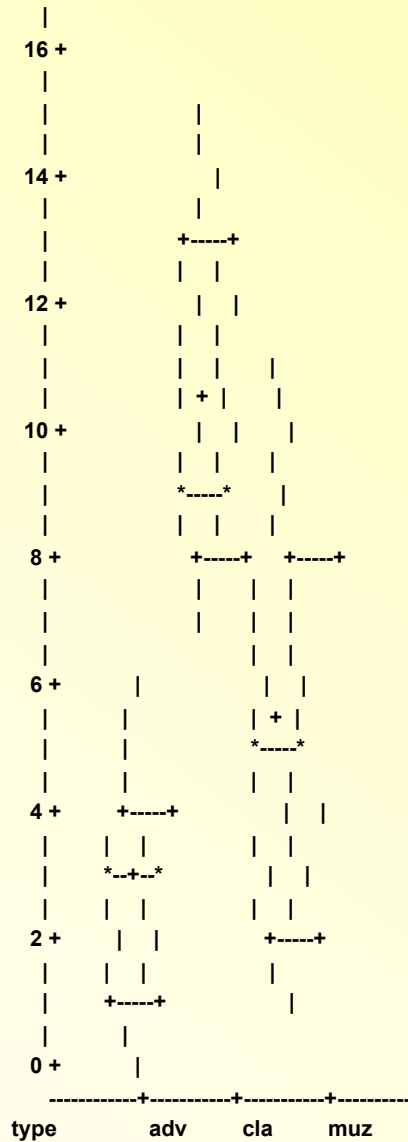 |
16 +
|
|                    |
|                    |
14 +                    |
|                    |
|                  +-----+
|                  |     |
12 +                 |     |
|                  |     |
|                  |     |        |
|                  |  +  |        |
10 +                 |     |        |
|                  |     |        |
|                  *-----*        |
|                  |     |        |
8 +                 +-----+     +-----+
|                    |        |     |
|                    |        |     |
|                             |     |
6 +          |                 |     |
|          |                  |  +  |
|          |                  *-----*
|          |                  |     |
4 +       +-----+               |     |
|       |     |               |     |
|       *--+--*               |     |
|       |     |               |     |
2 +       |     |              +-----+
|       |     |                 |
|       +-----+                 |
|          |
0 +          |
------------+-----------+-----------+----------
type            adv         cla         muz